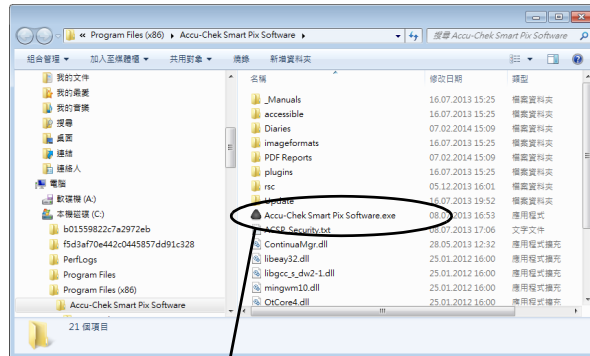 « Program Files (x86) ▸ Accu-Chek Smart Pix Software ▸
搜尋 Accu-Chek Smart Pix Software
組合管理 ▼ 加入至媒體櫃 ▼ 共用對象 ▼ 燒錄 新增資料夾
名稱 修改日期 類型
我的文件
我的最愛
我的音樂
搜尋
桌面
連結
連絡人
電腦
軟碟機 (A:)
本機磁碟 (C:)
b01559822c7a2972eb
f5d3af70e442c0445857dd91c328
PerfLogs
Program Files
Program Files (x86)
Accu-Chek Smart Pix Software
_Manuals 16.07.2013 15:25 檔案資料夾
accessible 16.07.2013 15:25 檔案資料夾
Diaries 07.02.2014 15:09 檔案資料夾
imageformats 16.07.2013 15:25 檔案資料夾
PDF Reports 07.02.2014 15:09 檔案資料夾
plugins 16.07.2013 15:25 檔案資料夾
rsc 05.12.2013 16:01 檔案資料夾
Update 16.07.2013 19:52 檔案資料夾
Accu-Chek Smart Pix Software.exe 08.07.2013 16:53 應用程式
ACSP_Security.txt 08.07.2013 17:06 文字文件
ContinuaMgr.dll 28.05.2013 12:32 應用程式擴充
libeay32.dll 25.01.2012 16:00 應用程式擴充
libgcc_s_dw2-1.dll 25.01.2012 16:00 應用程式擴充
mingwm10.dll 25.01.2012 16:00 應用程式擴充
OtCore4.dll 25.01.2012 16:00 應用程式擴充
21 個項目